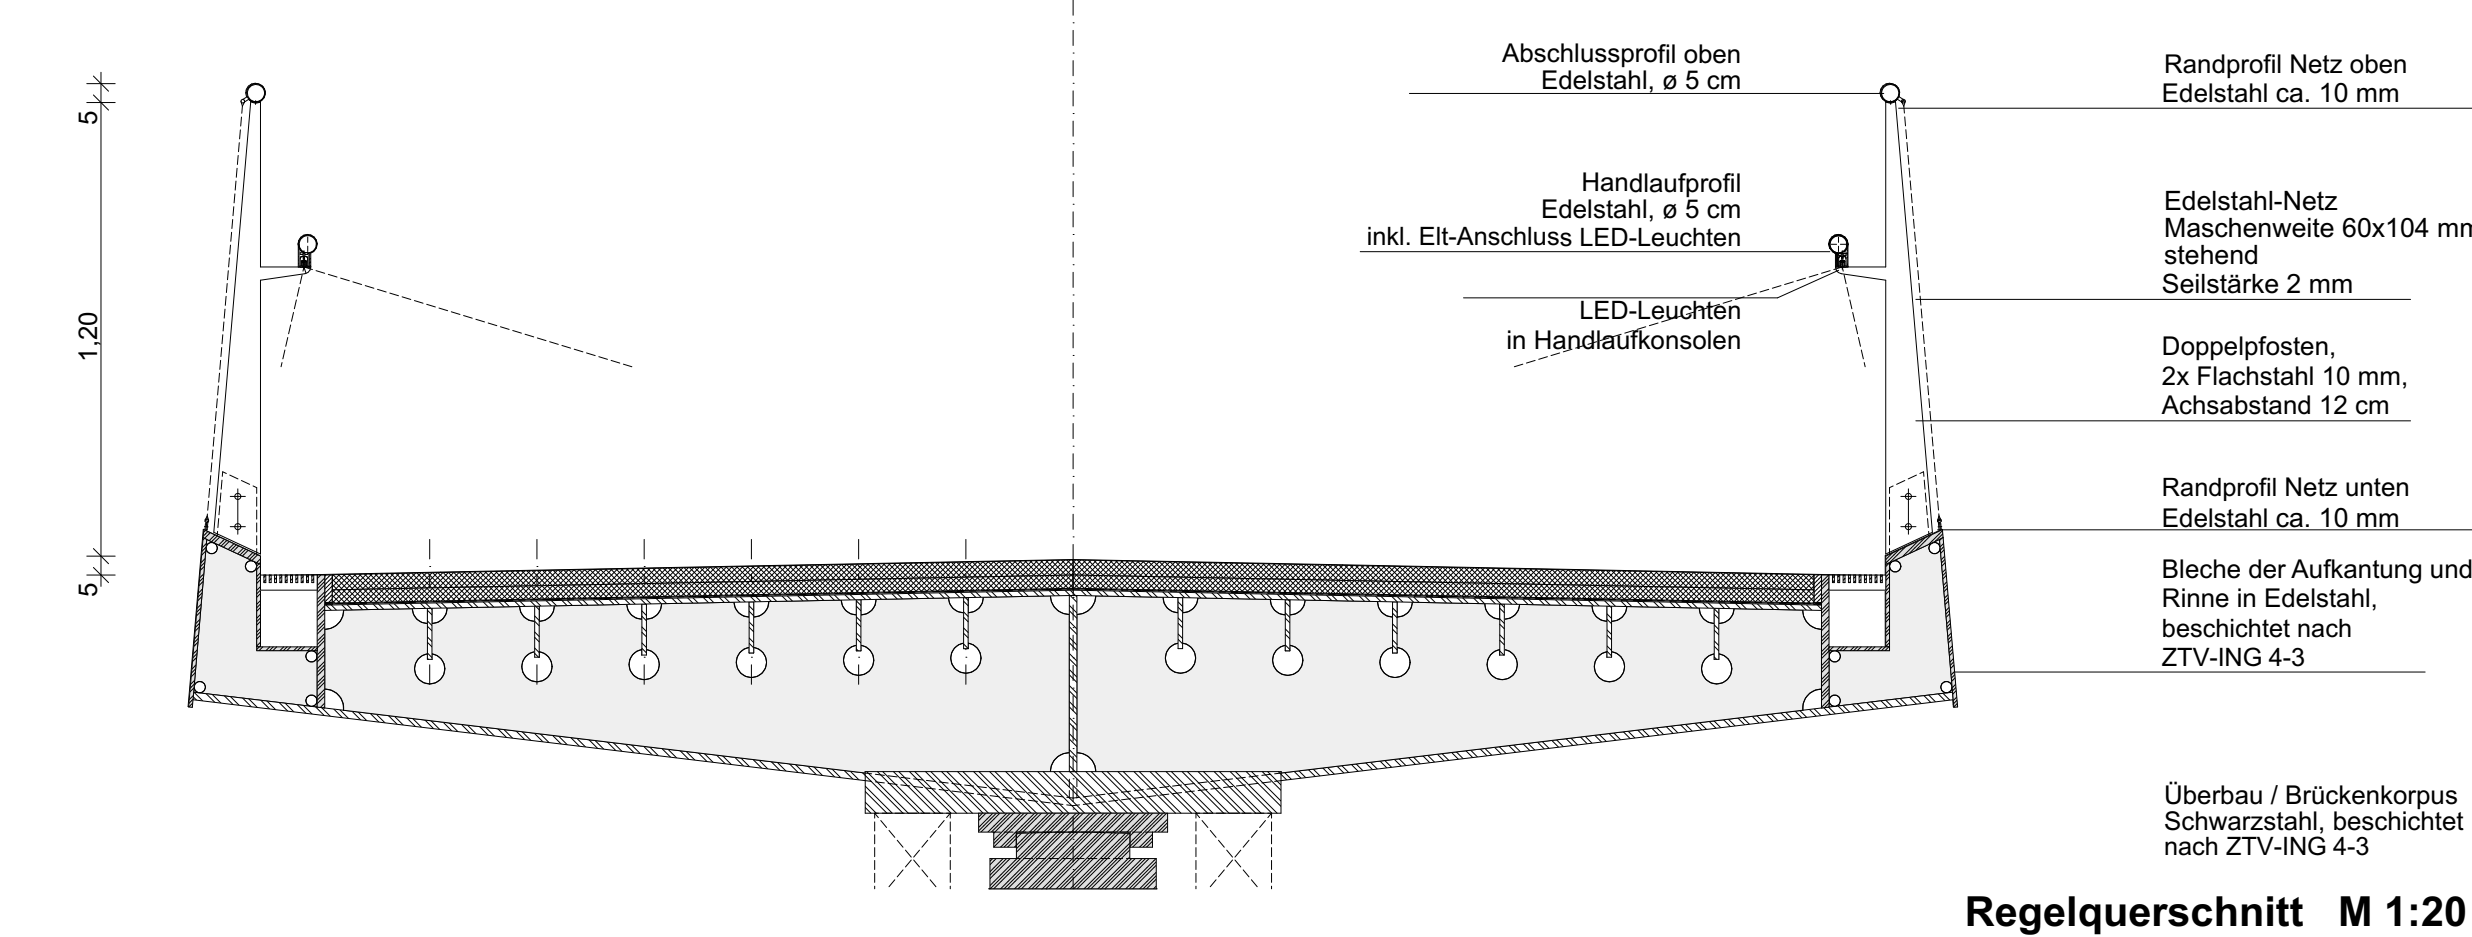 Abschlussprofil oben
Edelstahl, ø 5 cm
Randprofil Netz oben
Edelstahl ca. 10 mm
5
Handlaufprofil
Edelstahl, ø 5 cm
inkl. Elt-Anschluss LED-Leuchten
Edelstahl-Netz
Maschenweite 60x104 mm
stehend
Seilstärke 2 mm
LED-Leuchten
in Handlaufkonsolen
1,20
Doppelpfosten,
2x Flachstahl 10 mm,
Achsabstand 12 cm
Randprofil Netz unten
Edelstahl ca. 10 mm
5
Bleche der Aufkantung und
Rinne in Edelstahl,
beschichtet nach
ZTV-ING 4-3
Überbau / Brückenkorpus
Schwarzstahl, beschichtet
nach ZTV-ING 4-3
Regelquerschnitt M 1:20